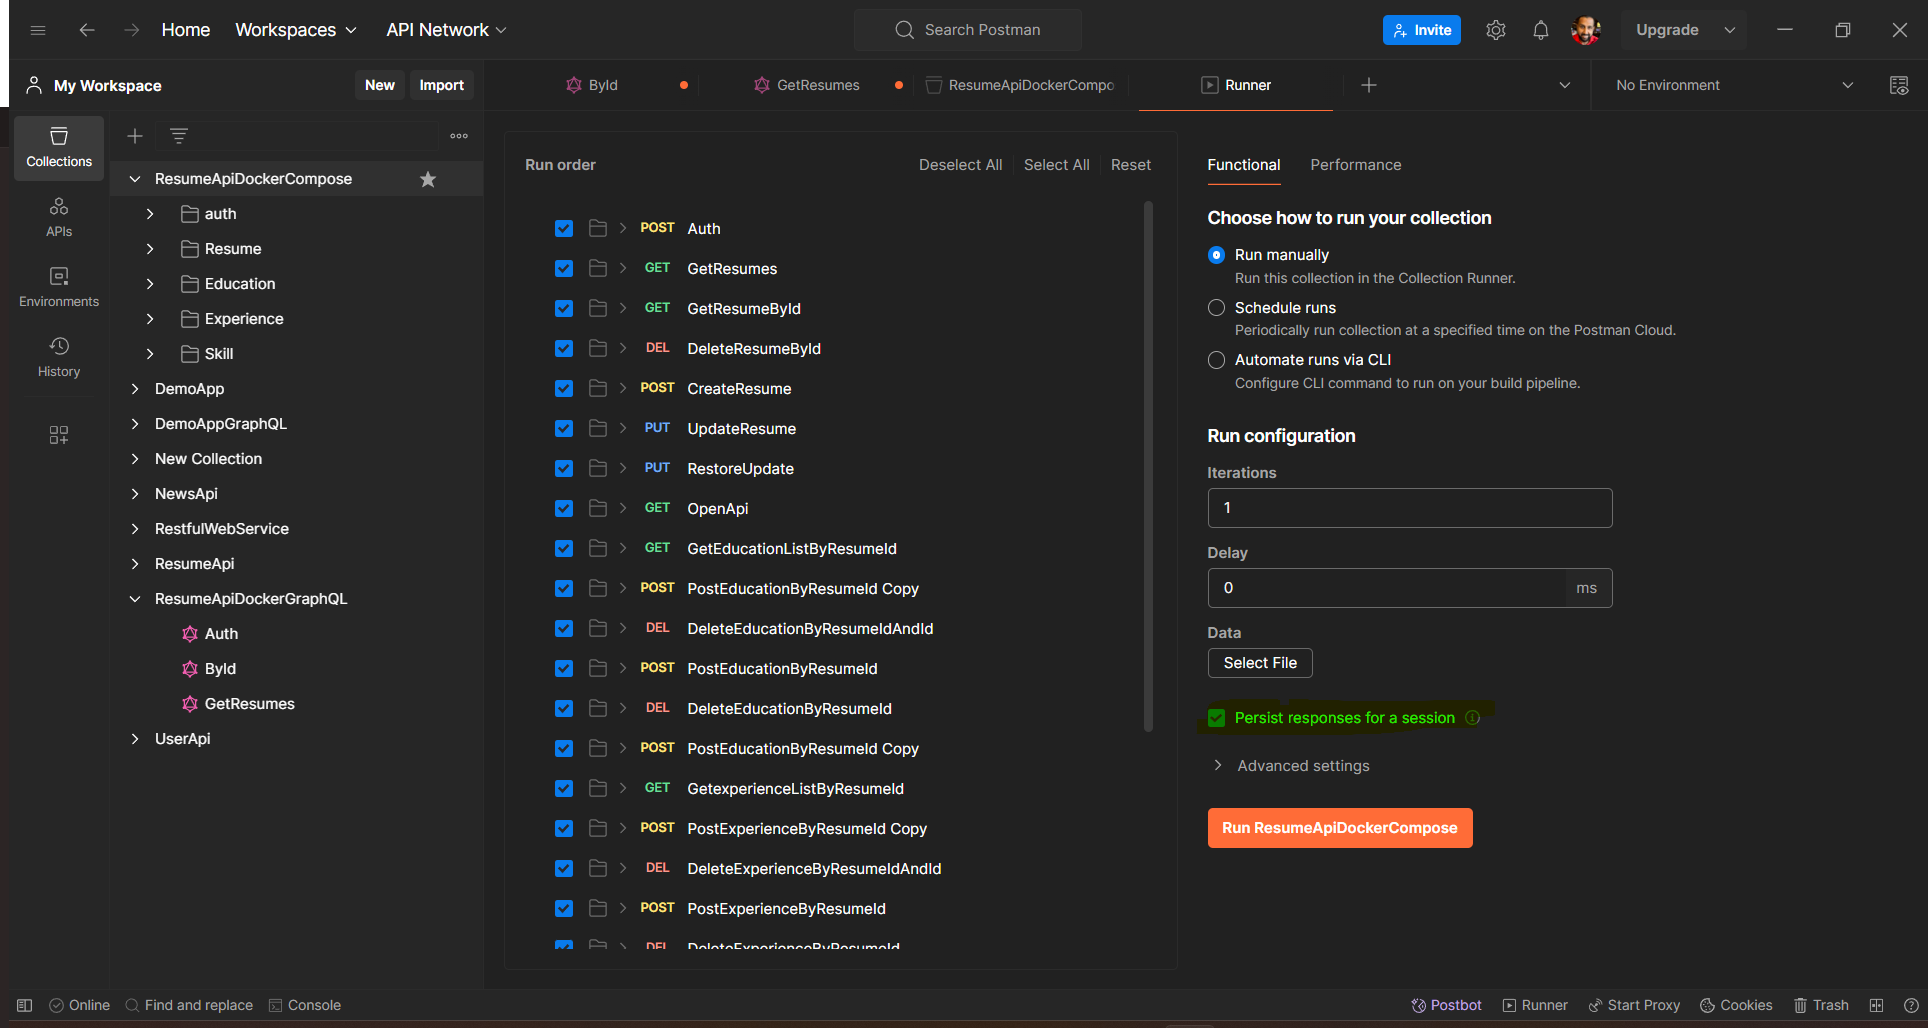 Home
Workspaces
API Network
Search Postman
Invite
Upgrade
My Workspace
New
Import
ById
GetResumes
ResumeApiDockerCompo
Runner
No Environment
Collections
APIs
Environments
History
ResumeApiDockerCompose
auth
Resume
Education
Experience
Skill
DemoApp
DemoAppGraphQL
New Collection
NewsApi
RestfulWebService
ResumeApi
ResumeApiDockerGraphQL
Auth
ById
GetResumes
UserApi
Run order
Deselect All
Select All
Reset
POST Auth
GET GetResumes
GET GetResumeById
DEL DeleteResumeById
POST CreateResume
PUT UpdateResume
PUT RestoreUpdate
GET OpenApi
GET GetEducationListByResumeId
POST PostEducationByResumeId Copy
DEL DeleteEducationByResumeIdAndId
POST PostEducationByResumeId
DEL DeleteEducationByResumeId
POST PostEducationByResumeId Copy
GET GetexperienceListByResumeId
POST PostExperienceByResumeId Copy
DEL DeleteExperienceByResumeIdAndId
POST PostExperienceByResumeId
DEL DeleteExperienceByResumeId
Functional
Performance
Choose how to run your collection
Run manually
Run this collection in the Collection Runner.
Schedule runs
Periodically run collection at a specified time on the Postman Cloud.
Automate runs via CLI
Configure CLI command to run on your build pipeline.
Run configuration
Iterations
1
Delay
0 ms
Data
Select File
Persist responses for a session
Advanced settings
Run ResumeApiDockerCompose
Online
Find and replace
Console
Postbot
Runner
Start Proxy
Cookies
Trash